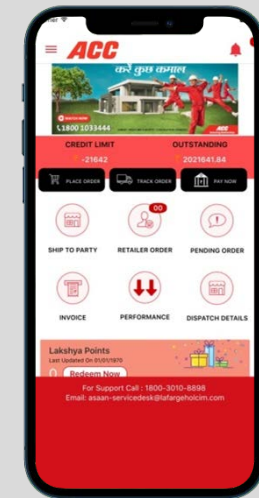 ACC
करें कुछ कमाल
1800 1033444
ACC
CREDIT LIMIT OUTSTANDING
-21642 2021641.84
PLACE ORDER TRACK ORDER PAY NOW
00
SHIP TO PARTY RETAILER ORDER PENDING ORDER
INVOICE PERFORMANCE DISPATCH DETAILS
Lakshya Points
Last Updated On 01/01/1970
0 Redeem Now
For Support Call : 1800-3010-8898
Email: asaan-servicedesk@lafargeholcim.com